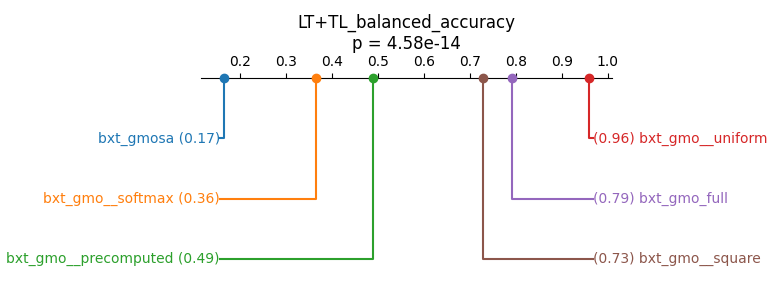 LT+TL_balanced_accuracy
p = 4.58e-14
0.2 0.3 0.4 0.5 0.6 0.7 0.8 0.9 1.0
bxt_gmosa (0.17) (0.96) bxt_gmo__uniform
bxt_gmo__softmax (0.36) (0.79) bxt_gmo_full
bxt_gmo__precomputed (0.49) (0.73) bxt_gmo__square